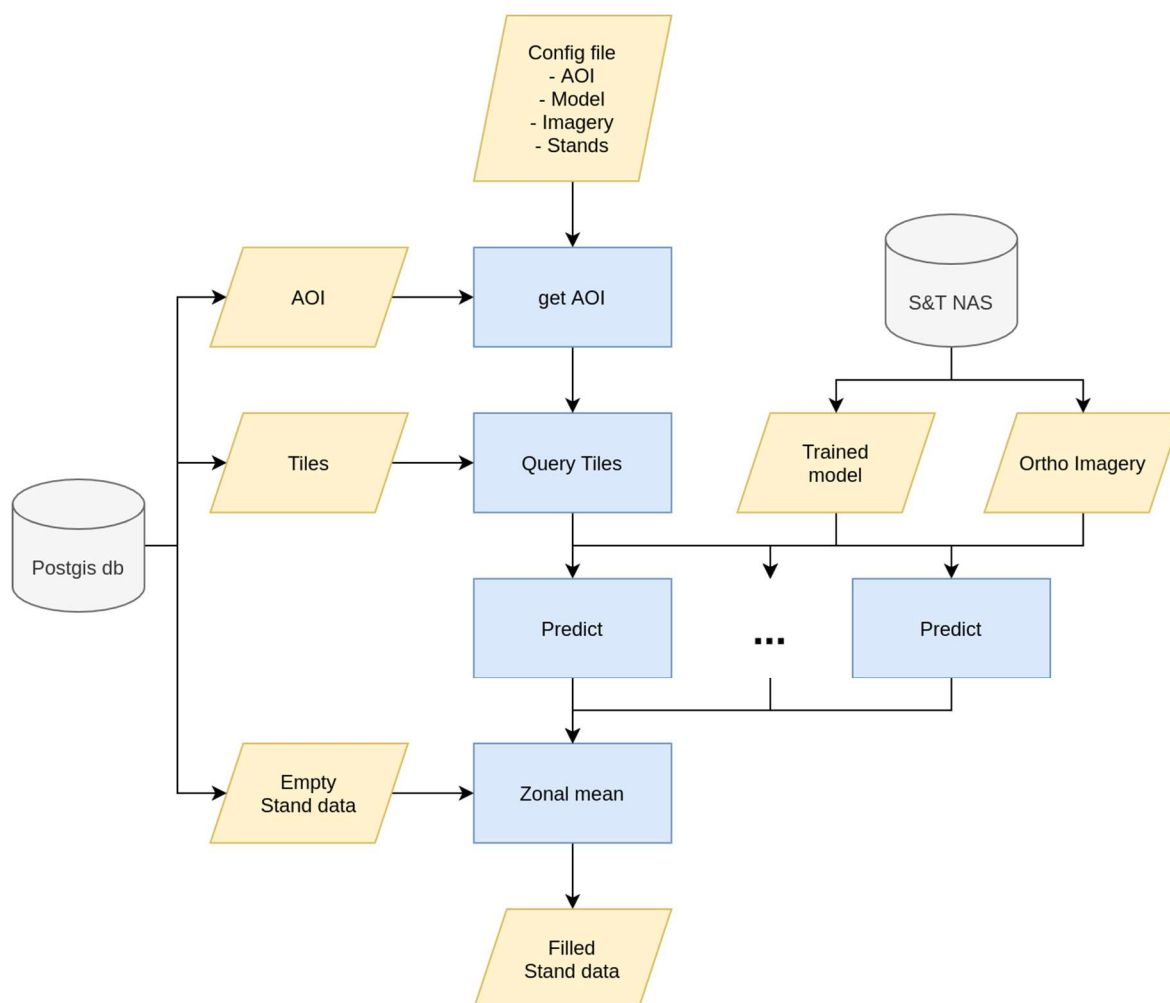 Config file
- AOI
- Model
- Imagery
- Stands
AOI
get AOI
S&T NAS
Tiles
Query Tiles
Trained
model
Ortho Imagery
Postgis db
Predict
...
Predict
Empty
Stand data
Zonal mean
Filled
Stand data